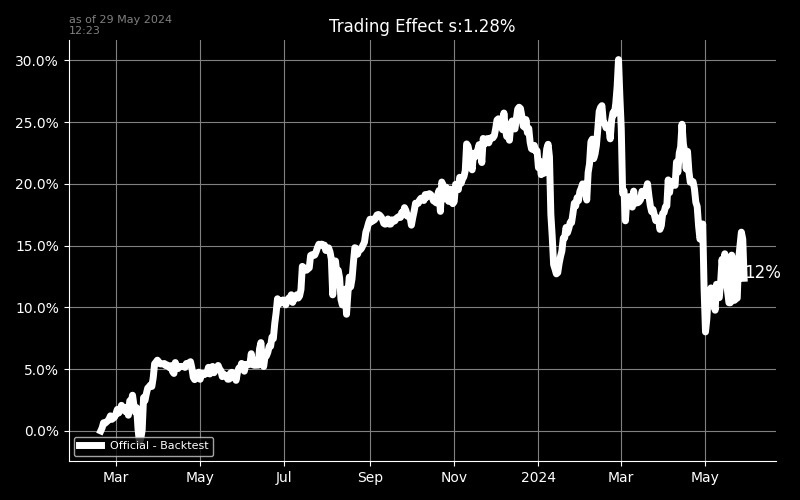 as of 29 May 2024
12:23
Trading Effect s:1.28%
30.0%
25.0%
20.0%
15.0%
10.0%
5.0%
0.0%
12%
Official - Backtest
Mar May Jul Sep Nov 2024 Mar May